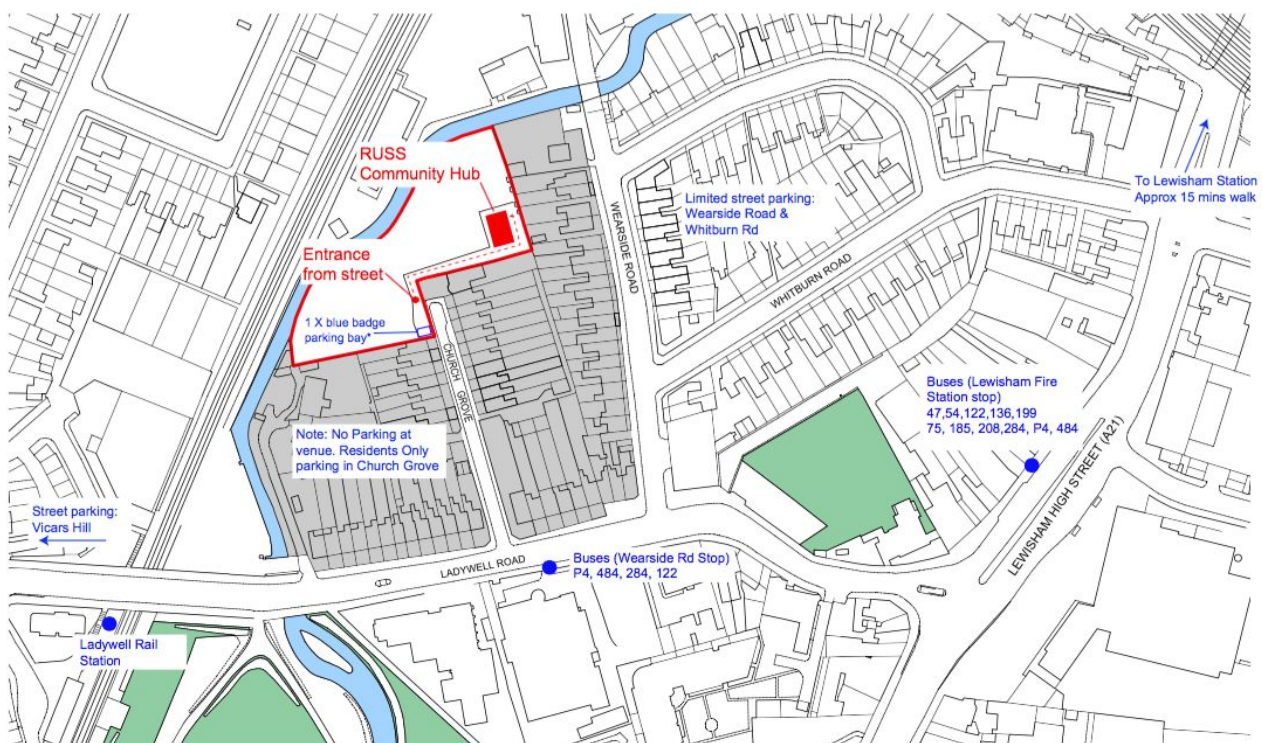 RUSS
Community Hub
Entrance
from street
1 X blue badge
parking bay*
CHURCH GROVE
WEARSIDE ROAD
Limited street parking:
Wearside Road &
Whitburn Rd
WHITBURN ROAD
To Lewisham Station
Approx 15 mins walk
Buses (Lewisham Fire
Station stop)
47,54,122,136,199
75, 185, 208,284, P4, 484
LEWISHAM HIGH STREET (A21)
Note: No Parking at
venue. Residents Only
parking in Church Grove
Street parking:
Vicars Hill
LADYWELL ROAD
Buses (Wearside Rd Stop)
P4, 484, 284, 122
Ladywell Rail
Station